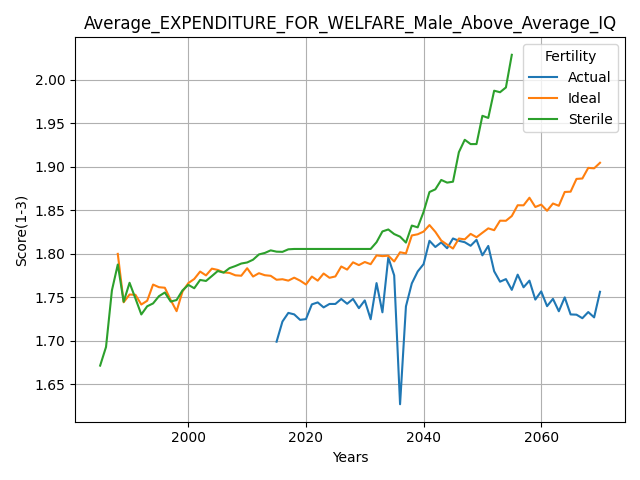 Average_EXPENDITURE_FOR_WELFARE_Male_Above_Average_IQ
Fertility
Actual
Ideal
Sterile
2.00
1.95
1.90
1.85
1.80
1.75
1.70
1.65
Score(1-3)
2000
2020
2040
2060
Years